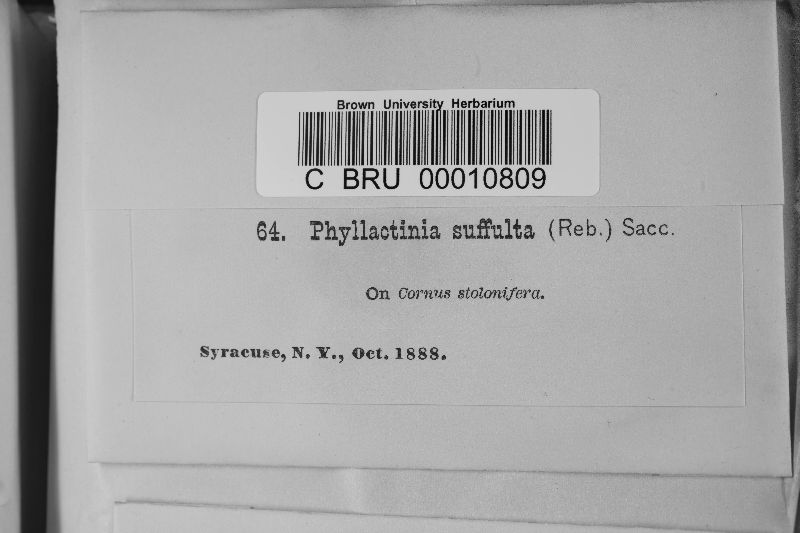 Brown University Herbarium
C BRU 00010809
64. Phyllactinia suffulta (Reb.) Sacc.
On Cornus stolonifera.
Syracuse, N. Y., Oct. 1888.